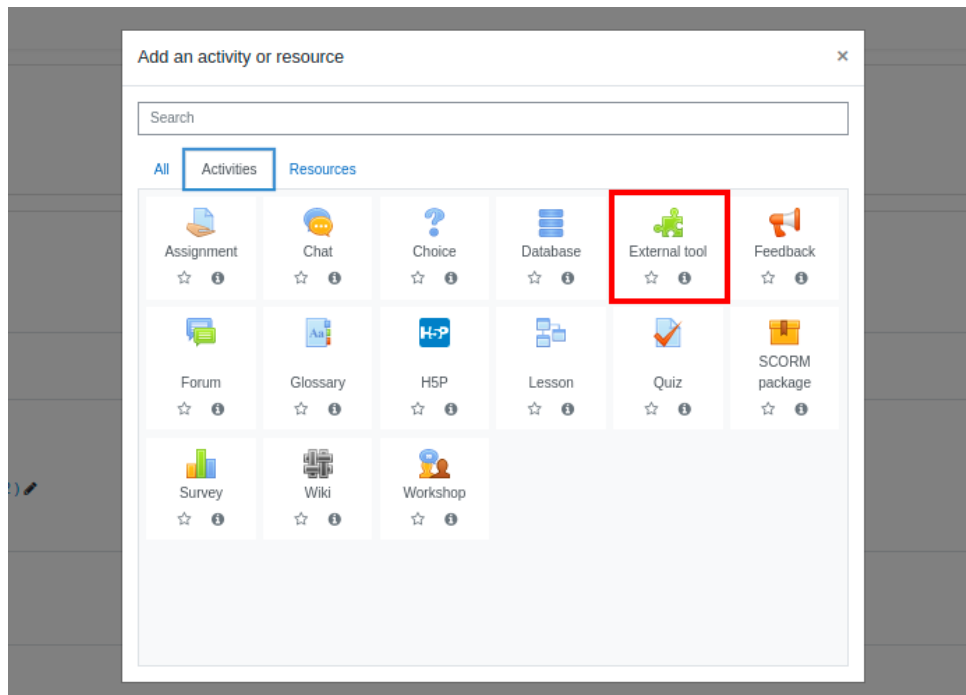 Add an activity or resource ×
Search
All Activities Resources
Assignment Chat Choice Database External tool Feedback
Forum Glossary H5P Lesson Quiz SCORM package
Survey Wiki Workshop